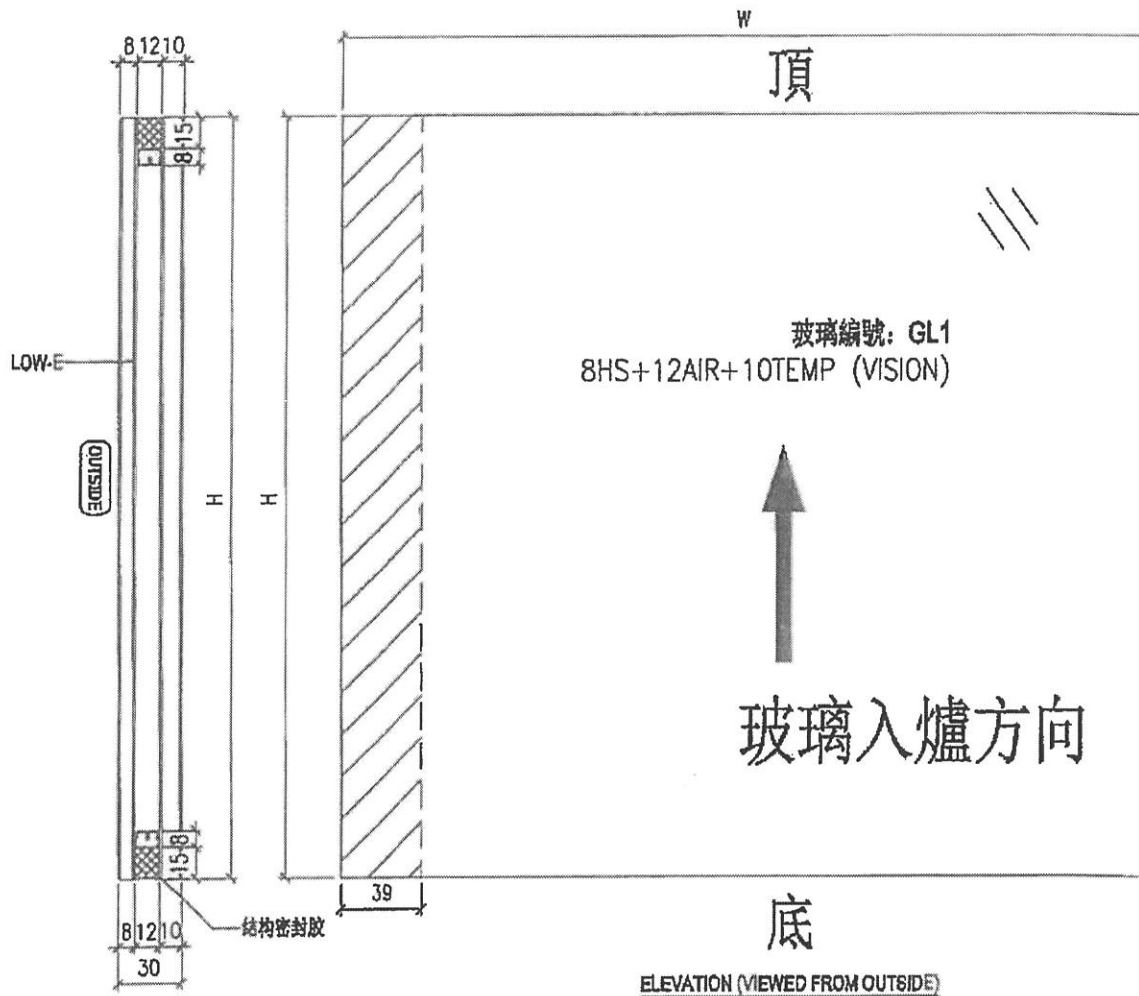 W
8 12 10
頂
15
8
玻璃編號: GL1
8HS+12AIR+10TEMP (VISION)
LOW-E
OUTSIDE
H
H
玻璃入爐方向
8
15
39
结构密封胶
底
8 12 10
30
ELEVATION (VIEWED FROM OUTSIDE)